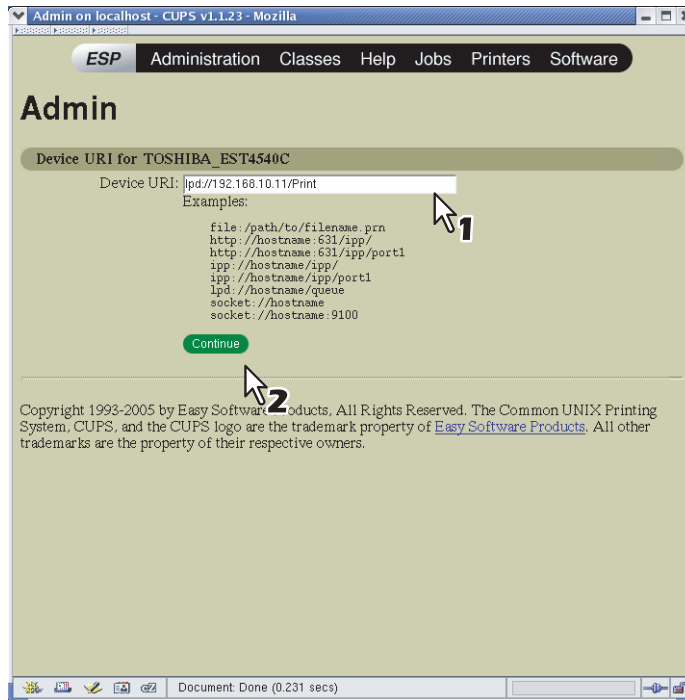 Admin on localhost - CUPS v1.1.23 - Mozilla
ESP Administration Classes Help Jobs Printers Software
Admin
Device URI for TOSHIBA_EST4540C
Device URI: lpd://192.168.10.11/Print
Examples:
file:/path/to/filename.prn
http://hostname:631/ipp/
http://hostname:631/ipp/port1
ipp://hostname/ipp/
ipp://hostname/ipp/port1
lpd://hostname/queue
socket://hostname
socket://hostname:9100
1
Continue
2
Copyright 1993-2005 by Easy Software Products, All Rights Reserved. The Common UNIX Printing
System, CUPS, and the CUPS logo are the trademark property of Easy Software Products. All other
trademarks are the property of their respective owners.
Document: Done (0.231 secs)